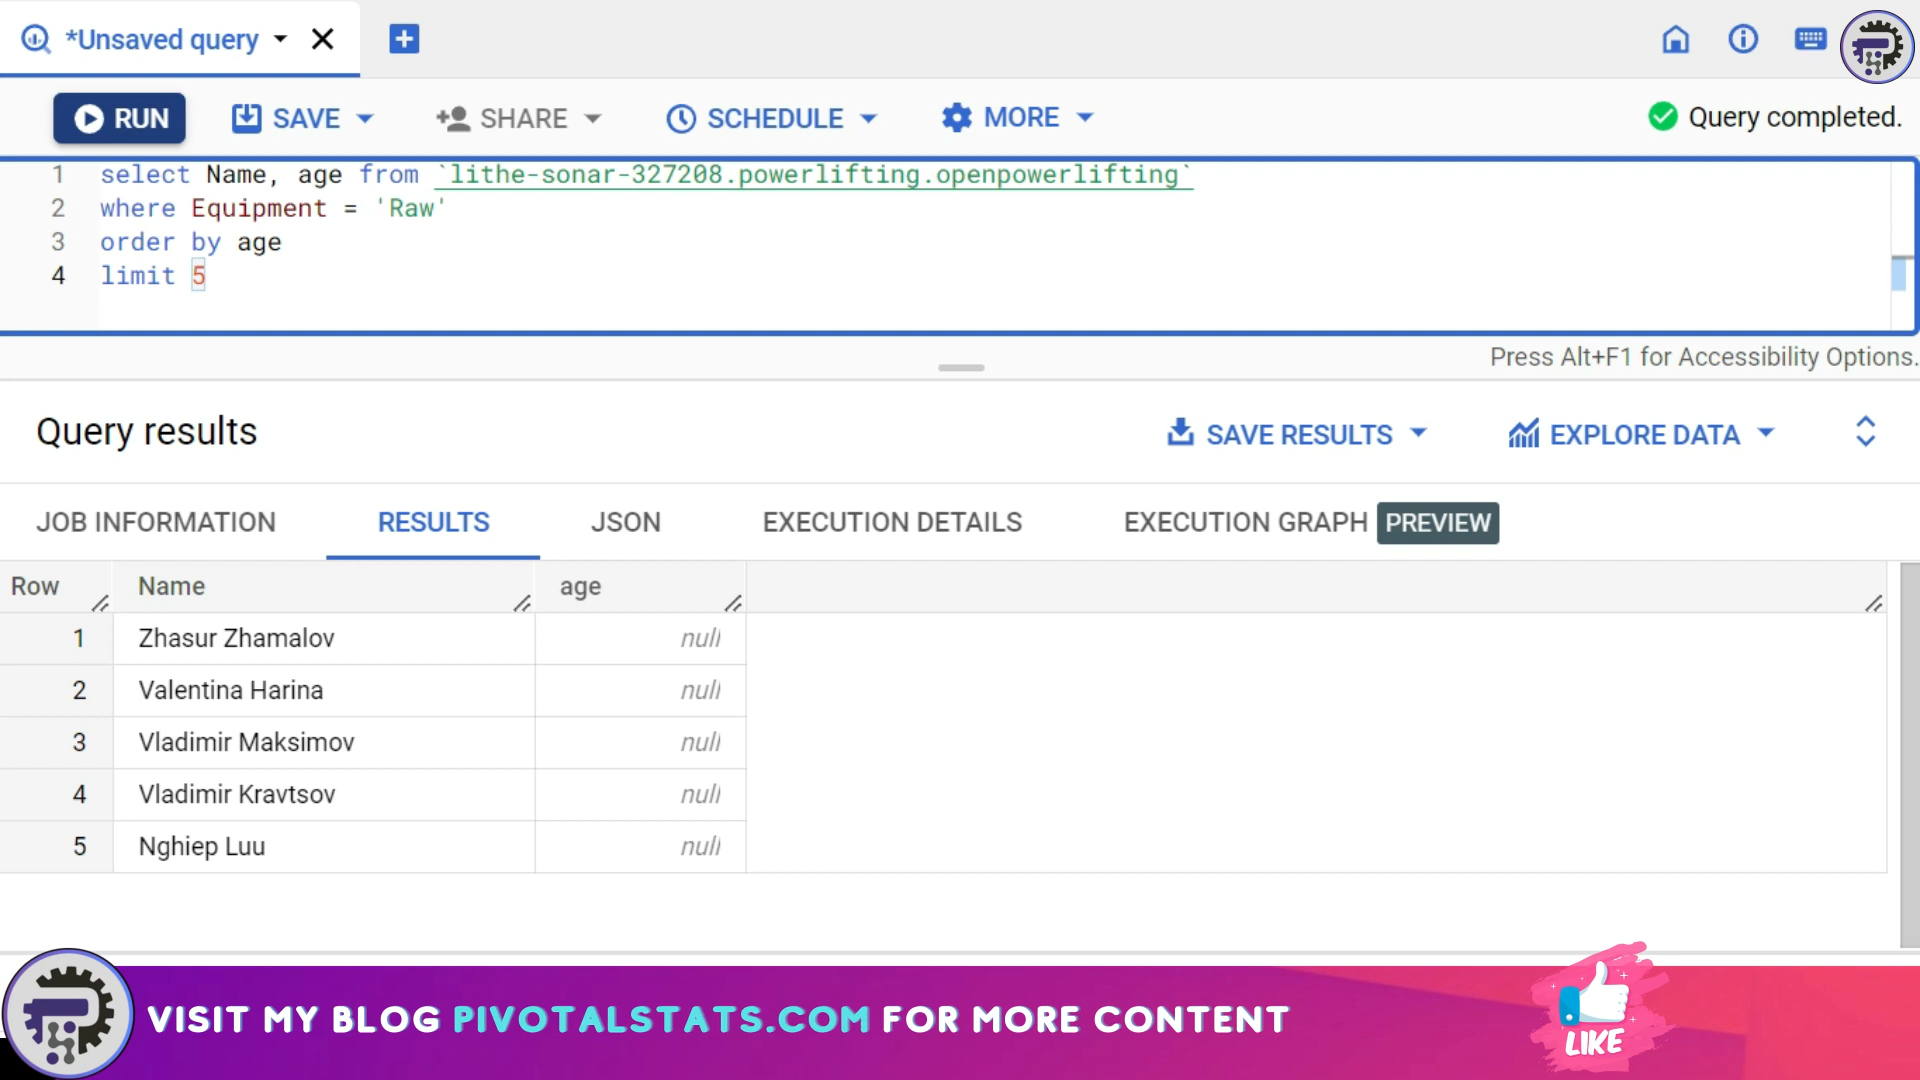 *Unsaved query
RUN SAVE SHARE SCHEDULE MORE Query completed.
1 select Name, age from `lithe-sonar-327208.powerlifting.openpowerlifting`
2 where Equipment = 'Raw'
3 order by age
4 limit 5
Press Alt+F1 for Accessibility Options.
Query results SAVE RESULTS EXPLORE DATA
JOB INFORMATION RESULTS JSON EXECUTION DETAILS EXECUTION GRAPH PREVIEW
Row Name age
1 Zhasur Zhamalov null
2 Valentina Harina null
3 Vladimir Maksimov null
4 Vladimir Kravtsov null
5 Nghiep Luu null
VISIT MY BLOG PIVOTALSTATS.COM FOR MORE CONTENT
LIKE